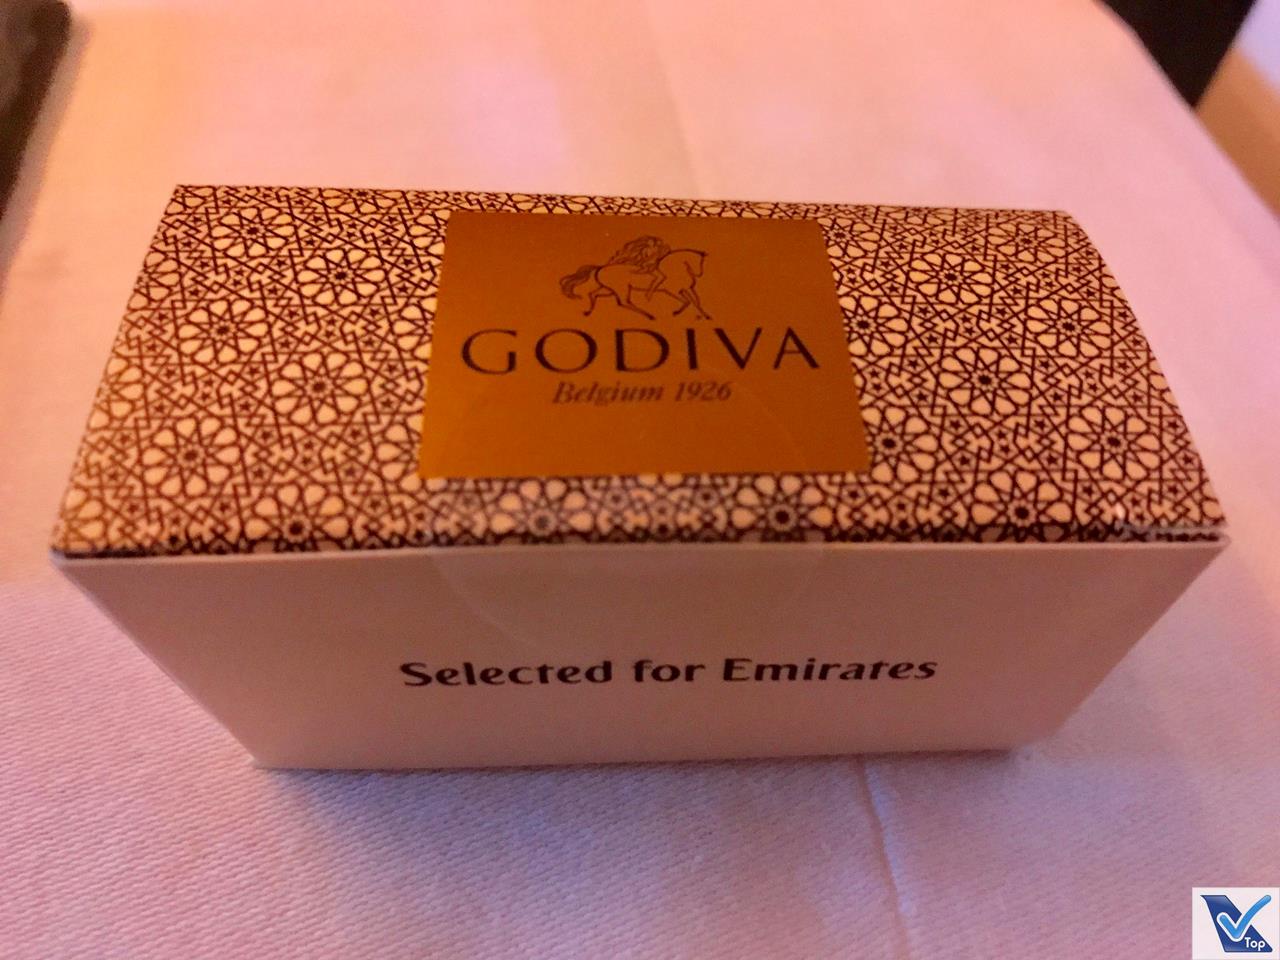 GODIVA
Belgium 1926
Selected for Emirates
Top